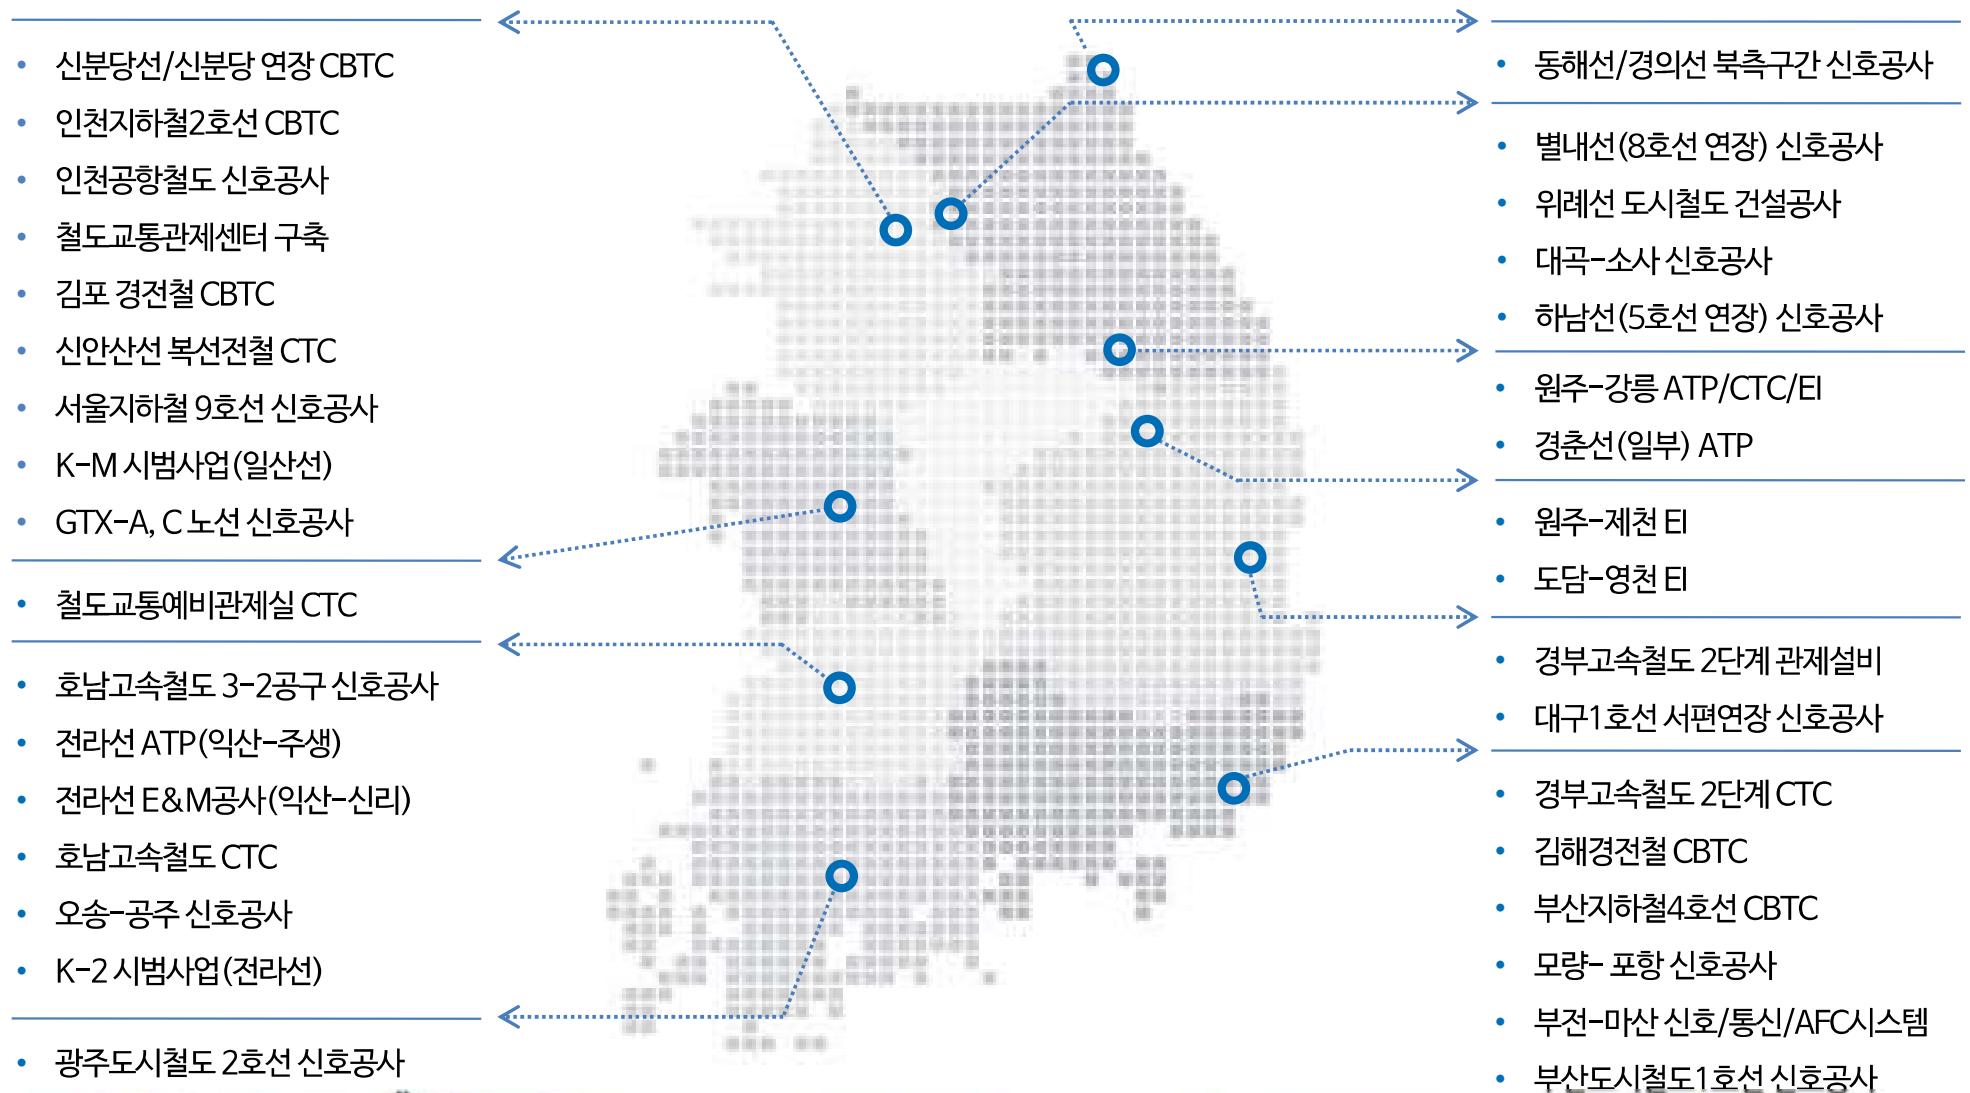 신분당선/신분당 연장 CBTC
인천지하철2호선 CBTC
인천공항철도 신호공사
철도교통관제센터 구축
김포 경전철 CBTC
신안산선 복선전철 CTC
서울지하철 9호선 신호공사
K-M 시범사업(일산선)
GTX-A, C 노선 신호공사
철도교통예비관제실 CTC
호남고속철도 3-2공구 신호공사
전라선 ATP(익산-주생)
전라선 E&M공사(익산-신리)
호남고속철도 CTC
오송-공주 신호공사
K-2 시범사업(전라선)
광주도시철도 2호선 신호공사
동해선/경의선 북측구간 신호공사
별내선(8호선 연장) 신호공사
위례선 도시철도 건설공사
대곡-소사 신호공사
하남선(5호선 연장) 신호공사
원주-강릉 ATP/CTC/EI
경춘선(일부) ATP
원주-제천 EI
도담-영천 EI
경부고속철도 2단계 관제설비
대구1호선 서편연장 신호공사
경부고속철도 2단계 CTC
김해경전철 CBTC
부산지하철4호선 CBTC
모량- 포항 신호공사
부전-마산 신호/통신/AFC시스템
부산도시철도1호선 신호공사